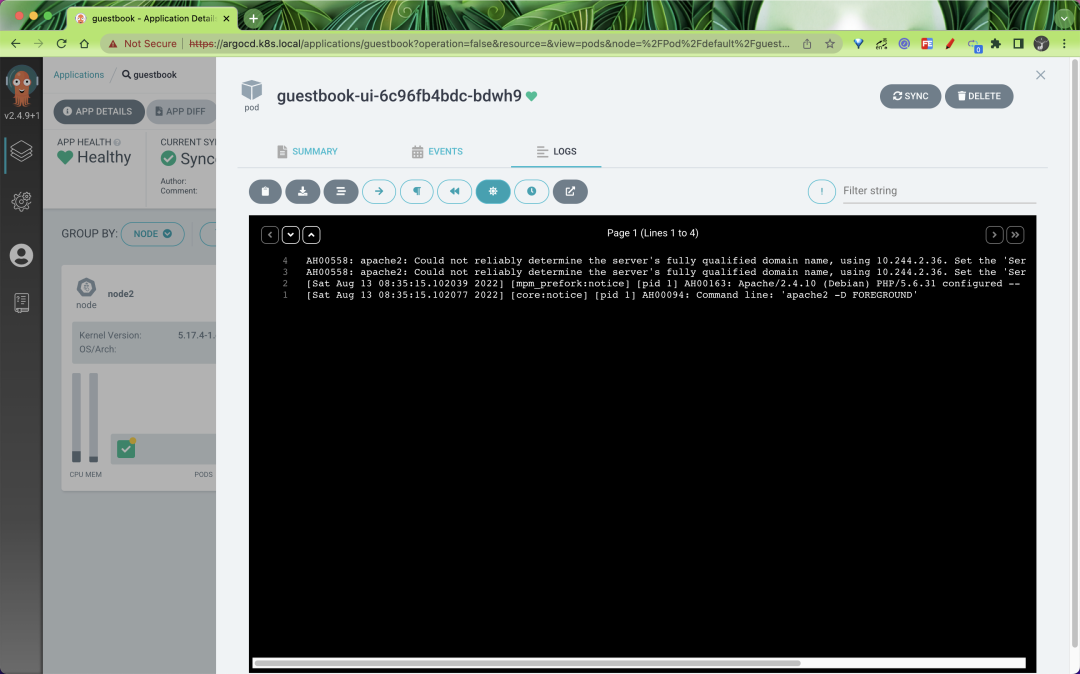 guestbook - Application Detail
Not Secure
https://argocd.k8s.local/applications/guestbook?operation=false&resource=&view=pods&node=%2FPod%2Fdefault%2Fguest...
FE
0
v2.4.9+1
Applications / guestbook
APP DETAILS
APP DIFF
APP HEALTH
Healthy
CURRENT SY
Sync
Author:
Comment:
GROUP BY:
NODE
node
node2
Kernel Version: 5.17.4-1.
OS/Arch:
CPU MEM
PODS
pod
guestbook-ui-6c96fb4bdc-bdwh9
SYNC
DELETE
SUMMARY
EVENTS
LOGS
Filter string
Page 1 (Lines 1 to 4)
4 AH00558: apache2: Could not reliably determine the server's fully qualified domain name, using 10.244.2.36. Set the 'Ser
3 AH00558: apache2: Could not reliably determine the server's fully qualified domain name, using 10.244.2.36. Set the 'Ser
2 [Sat Aug 13 08:35:15.102039 2022] [mpm_prefork:notice] [pid 1] AH00163: Apache/2.4.10 (Debian) PHP/5.6.31 configured --
1 [Sat Aug 13 08:35:15.102077 2022] [core:notice] [pid 1] AH00094: Command line: 'apache2 -D FOREGROUND'